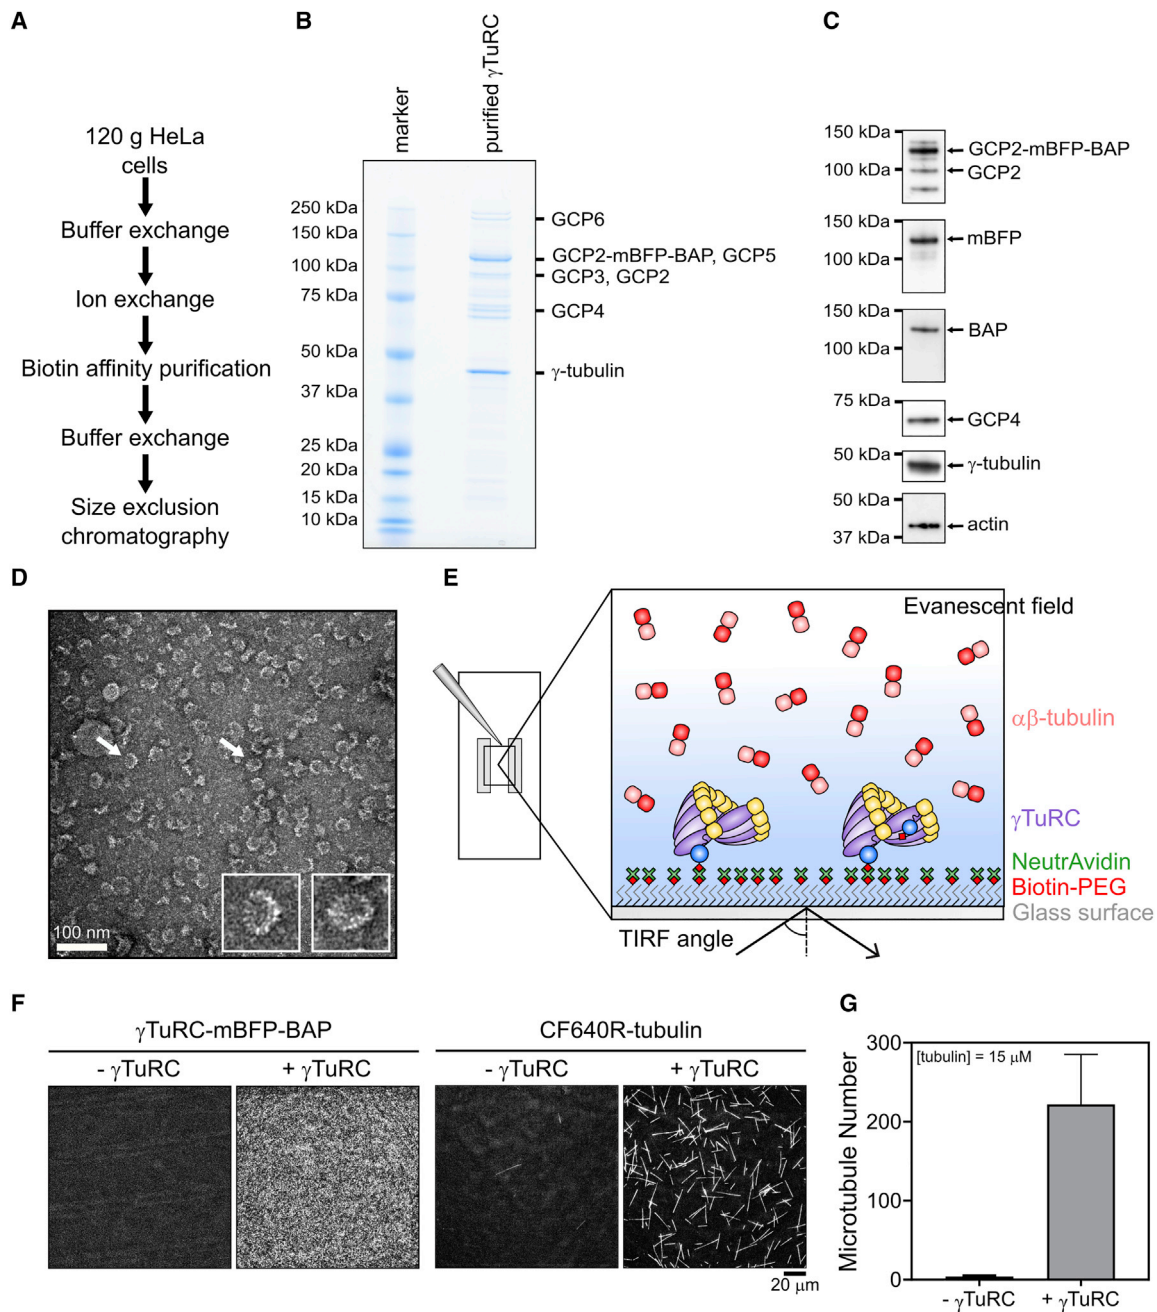 A
120 g HeLa
cells
Buffer exchange
Ion exchange
Biotin affinity purification
Buffer exchange
Size exclusion
chromatography
B
marker
purified γTuRC
250 kDa
150 kDa
100 kDa
75 kDa
50 kDa
37 kDa
25 kDa
20 kDa
15 kDa
10 kDa
GCP6
GCP2-mBFP-BAP, GCP5
GCP3, GCP2
GCP4
γ-tubulin
C
150 kDa
100 kDa
GCP2-mBFP-BAP
GCP2
150 kDa
100 kDa
mBFP
150 kDa
100 kDa
BAP
75 kDa
GCP4
50 kDa
γ-tubulin
50 kDa
37 kDa
actin
D
100 nm
E
Evanescent field
αβ-tubulin
γTuRC
NeutrAvidin
Biotin-PEG
Glass surface
TIRF angle
F
γTuRC-mBFP-BAP
- γTuRC
+ γTuRC
CF640R-tubulin
- γTuRC
+ γTuRC
20 μm
G
[tubulin] = 15 μM
Microtubule Number
300
200
100
0
- γTuRC
+ γTuRC